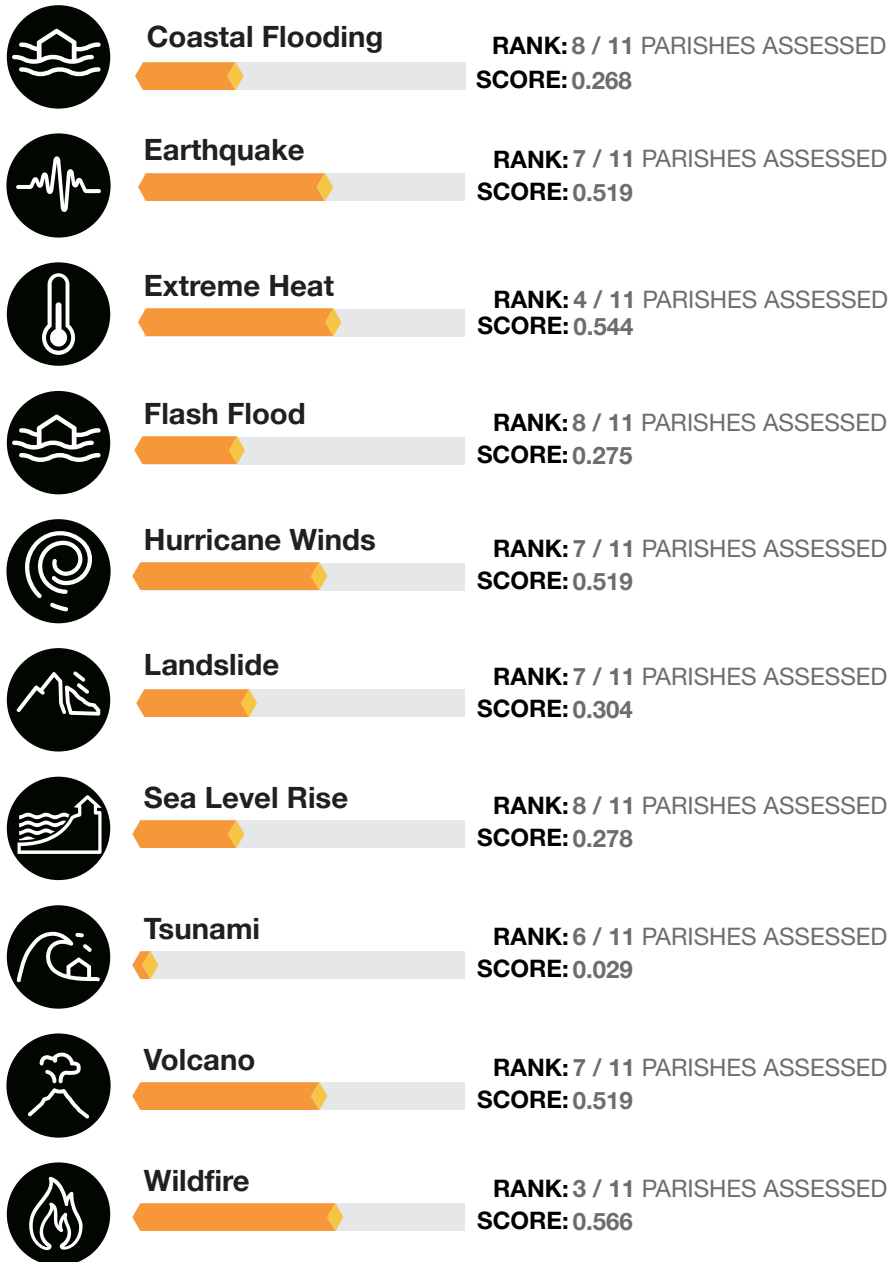 Coastal Flooding
RANK: 8 / 11 PARISHES ASSESSED
SCORE: 0.268
Earthquake
RANK: 7 / 11 PARISHES ASSESSED
SCORE: 0.519
Extreme Heat
RANK: 4 / 11 PARISHES ASSESSED
SCORE: 0.544
Flash Flood
RANK: 8 / 11 PARISHES ASSESSED
SCORE: 0.275
Hurricane Winds
RANK: 7 / 11 PARISHES ASSESSED
SCORE: 0.519
Landslide
RANK: 7 / 11 PARISHES ASSESSED
SCORE: 0.304
Sea Level Rise
RANK: 8 / 11 PARISHES ASSESSED
SCORE: 0.278
Tsunami
RANK: 6 / 11 PARISHES ASSESSED
SCORE: 0.029
Volcano
RANK: 7 / 11 PARISHES ASSESSED
SCORE: 0.519
Wildfire
RANK: 3 / 11 PARISHES ASSESSED
SCORE: 0.566